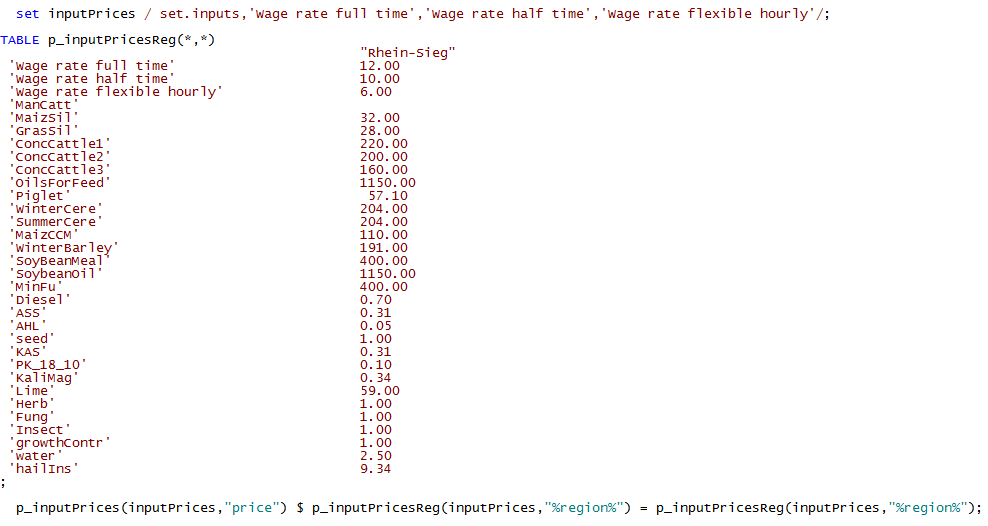 set inputPrices / set.inputs,'Wage rate full time','Wage rate half time','Wage rate flexible hourly'/;
TABLE p_inputPricesReg(*,*)
"Rhein-Sieg"
'Wage rate full time' 12.00
'Wage rate half time' 10.00
'Wage rate flexible hourly' 6.00
'ManCatt'
'MaizSil' 32.00
'GrasSil' 28.00
'ConcCattle1' 220.00
'ConcCattle2' 200.00
'ConcCattle3' 160.00
'OilsForFeed' 1150.00
'Piglet' 57.10
'WinterCere' 204.00
'SummerCere' 204.00
'MaizCCM' 110.00
'WinterBarley' 191.00
'SoyBeanMeal' 400.00
'SoybeanOil' 1150.00
'MinFu' 400.00
'Diesel' 0.70
'ASS' 0.31
'AHL' 0.05
'seed' 1.00
'KAS' 0.31
'PK_18_10' 0.10
'KaliMag' 0.34
'Lime' 59.00
'Herb' 1.00
'Fung' 1.00
'Insect' 1.00
'growthContr' 1.00
'water' 2.50
'hailIns' 9.34
;
p_inputPrices(inputPrices,"price") $ p_inputPricesReg(inputPrices,"%region%") = p_inputPricesReg(inputPrices,"%region%");